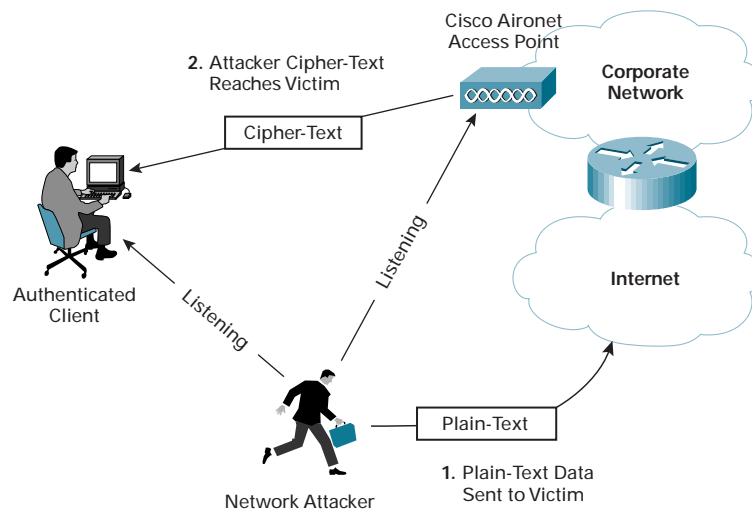 Cisco Aironet
Access Point
2. Attacker Cipher-Text
Reaches Victim
Corporate
Network
Cipher-Text
Listening
Internet
Authenticated
Client
Listening
Plain-Text
1. Plain-Text Data
Sent to Victim
Network Attacker